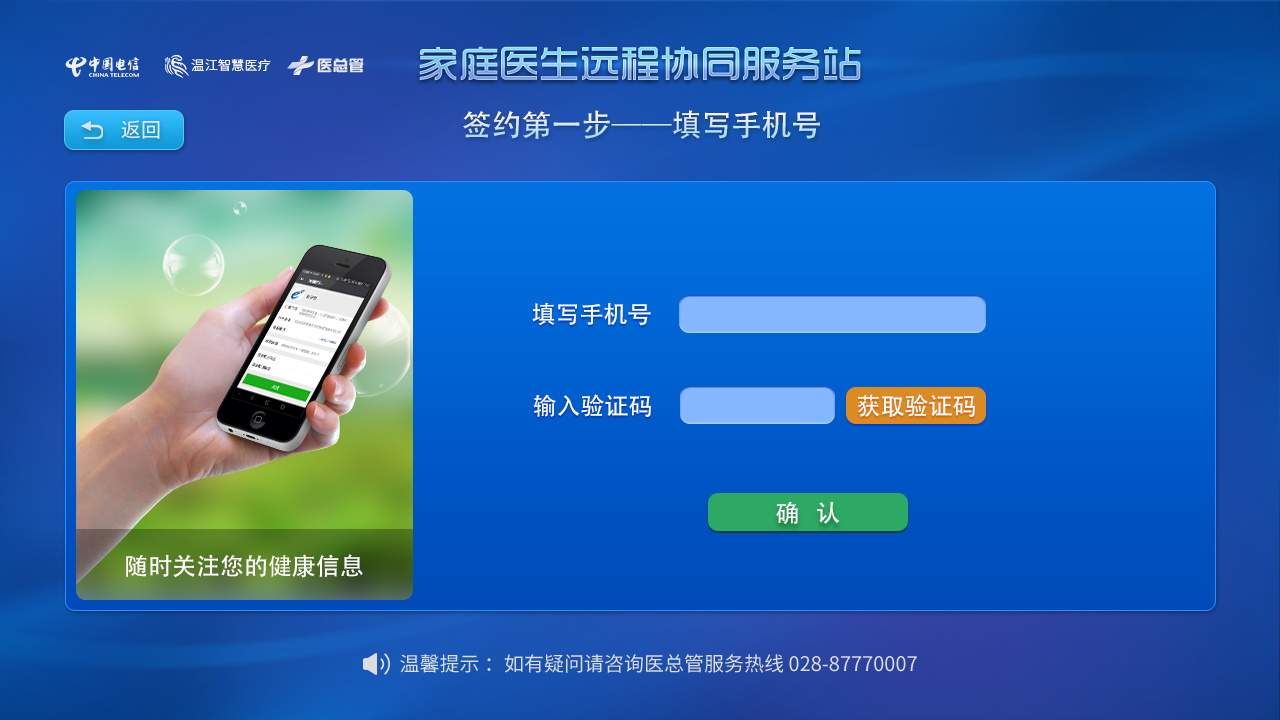 中国电信
CHINA TELECOM
温江智慧医疗
医总管
家庭医生远程协同服务站
返回
签约第一步——填写手机号
填写手机号
输入验证码
获取验证码
确 认
随时关注您的健康信息
温馨提示：如有疑问请咨询医总管服务热线 028-87770007